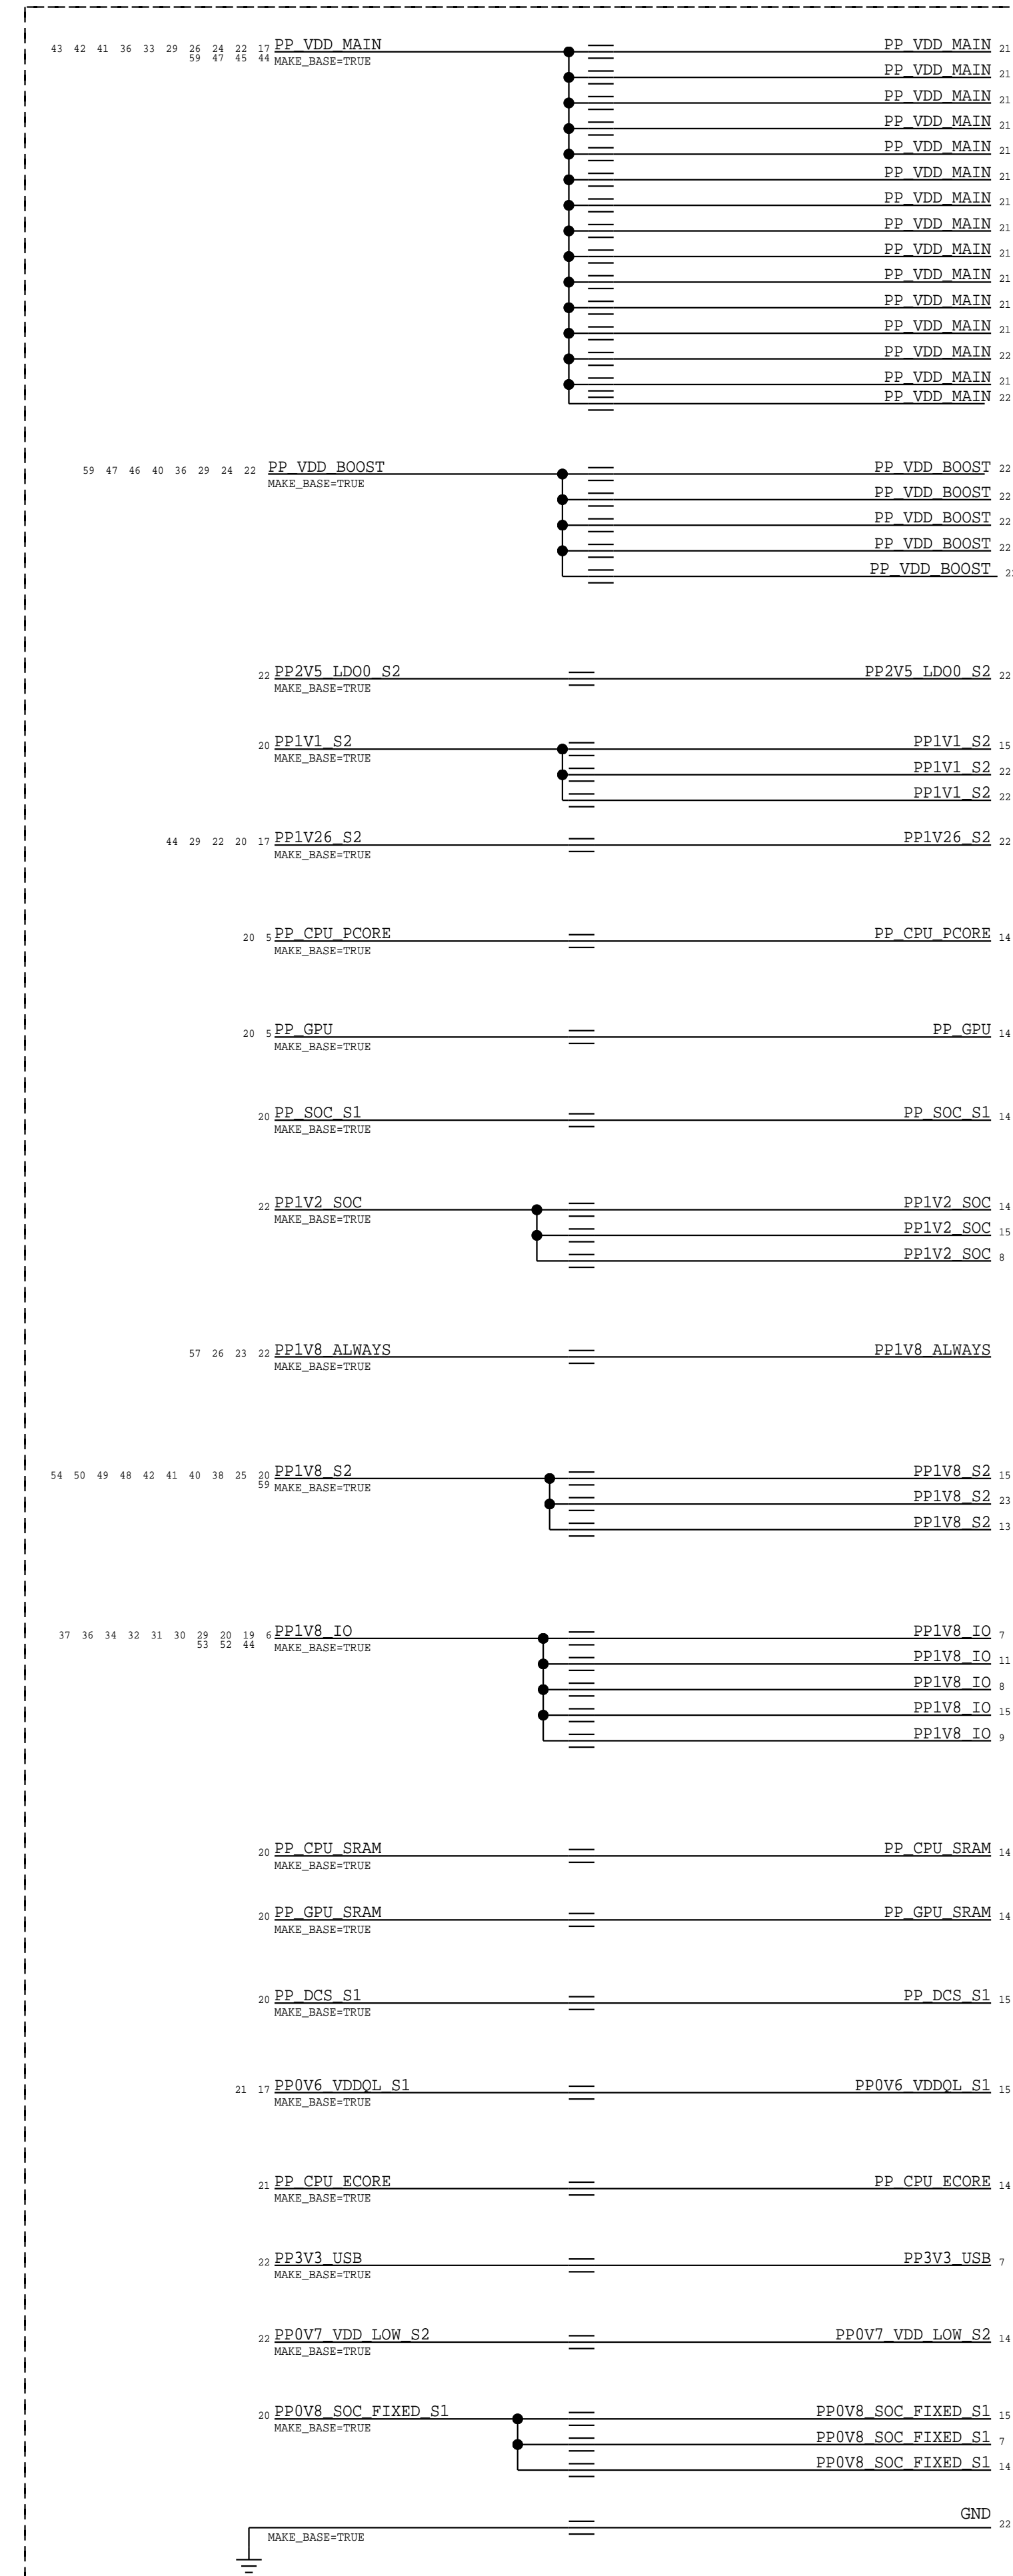 43 42 41 36 33 29 26 24 22 17 PP_VDD_MAIN PP_VDD_MAIN 21
59 47 45 44 MAKE_BASE=TRUE
PP_VDD_MAIN 21
PP_VDD_MAIN 21
PP_VDD_MAIN 21
PP_VDD_MAIN 21
PP_VDD_MAIN 21
PP_VDD_MAIN 21
PP_VDD_MAIN 21
PP_VDD_MAIN 21
PP_VDD_MAIN 21
PP_VDD_MAIN 21
PP_VDD_MAIN 21
PP_VDD_MAIN 22
PP_VDD_MAIN 21
PP_VDD_MAIN 22
59 47 46 40 36 29 24 22 PP_VDD_BOOST PP_VDD_BOOST 22
MAKE_BASE=TRUE
PP_VDD_BOOST 22
PP_VDD_BOOST 22
PP_VDD_BOOST 22
PP_VDD_BOOST
22 PP2V5_LDO0_S2 PP2V5_LDO0_S2 22
MAKE_BASE=TRUE
20 PP1V1_S2 PP1V1_S2 15
MAKE_BASE=TRUE
PP1V1_S2 22
PP1V1_S2 22
44 29 22 20 17 PP1V26_S2 PP1V26_S2 22
MAKE_BASE=TRUE
20 5 PP_CPU_PCORE PP_CPU_PCORE 14
MAKE_BASE=TRUE
20 5 PP_GPU PP_GPU 14
MAKE_BASE=TRUE
20 PP_SOC_S1 PP_SOC_S1 14
MAKE_BASE=TRUE
22 PP1V2_SOC PP1V2_SOC 14
MAKE_BASE=TRUE
PP1V2_SOC 15
PP1V2_SOC 8
57 26 23 22 PP1V8_ALWAYS PP1V8_ALWAYS
MAKE_BASE=TRUE
54 50 49 48 42 41 40 38 25 20 PP1V8_S2 PP1V8_S2 15
59 MAKE_BASE=TRUE
PP1V8_S2 23
PP1V8_S2 13
37 36 34 32 31 30 29 20 19 6 PP1V8_IO PP1V8_IO 7
53 52 44 MAKE_BASE=TRUE
PP1V8_IO 11
PP1V8_IO 8
PP1V8_IO 15
PP1V8_IO 9
20 PP_CPU_SRAM PP_CPU_SRAM 14
MAKE_BASE=TRUE
20 PP_GPU_SRAM PP_GPU_SRAM 14
MAKE_BASE=TRUE
20 PP_DCS_S1 PP_DCS_S1 15
MAKE_BASE=TRUE
21 17 PP0V6_VDDQL_S1 PP0V6_VDDQL_S1 15
MAKE_BASE=TRUE
21 PP_CPU_ECORE PP_CPU_ECORE 14
MAKE_BASE=TRUE
22 PP3V3_USB PP3V3_USB 7
MAKE_BASE=TRUE
22 PP0V7_VDD_LOW_S2 PP0V7_VDD_LOW_S2 14
MAKE_BASE=TRUE
20 PP0V8_SOC_FIXED_S1 PP0V8_SOC_FIXED_S1 15
MAKE_BASE=TRUE
PP0V8_SOC_FIXED_S1 7
PP0V8_SOC_FIXED_S1 14
GND 22
MAKE_BASE=TRUE